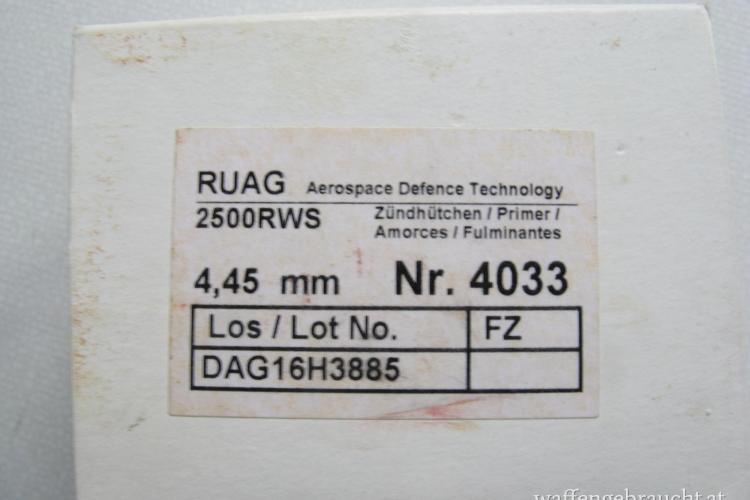 RUAG Aerospace Defence Technology
2500RWS Zündhütchen / Primer /
Amorces / Fulminantes
4,45 mm Nr. 4033
Los / Lot No. FZ
DAG16H3885
waffengebraucht.at